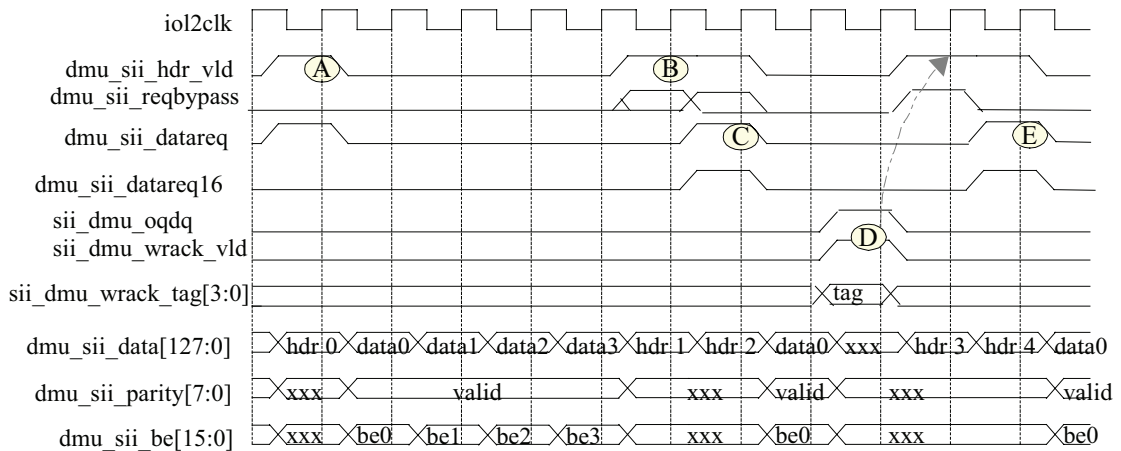 iol2clk
dmu_sii_hdr_vld A B
dmu_sii_reqbypass
dmu_sii_datareq C E
dmu_sii_datareq16
sii_dmu_oqdq
sii_dmu_wrack_vld D
sii_dmu_wrack_tag[3:0] tag
dmu_sii_data[127:0] hdr 0 data0 data1 data2 data3 hdr 1 hdr 2 data0 xxx hdr 3 hdr 4 data0
dmu_sii_parity[7:0] xxx valid xxx valid xxx valid
dmu_sii_be[15:0] xxx be0 be1 be2 be3 xxx be0 xxx be0